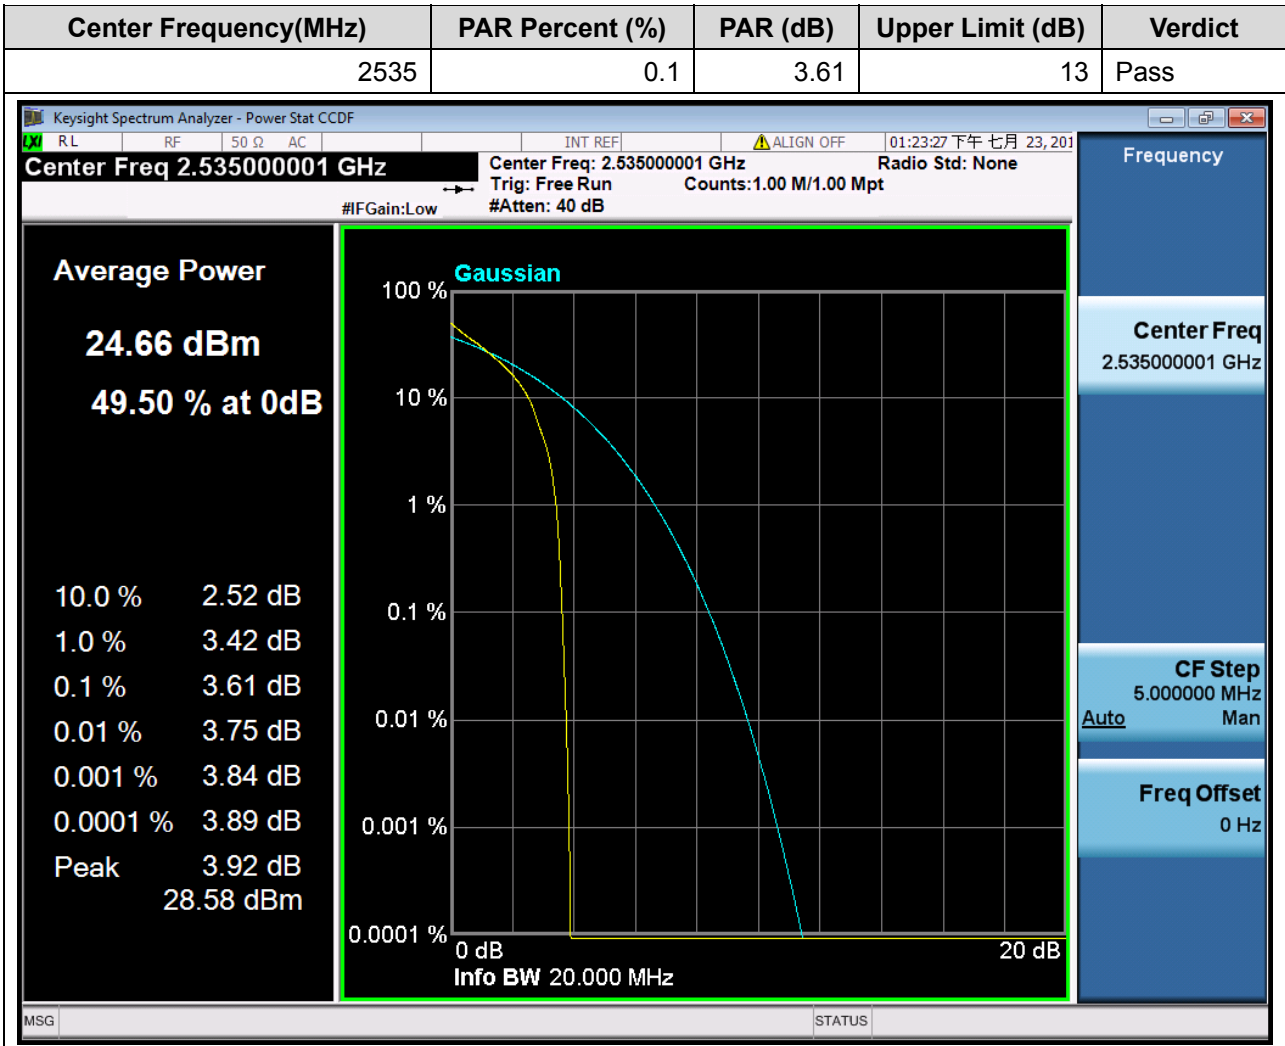 Center Frequency(MHz) PAR Percent (%) PAR (dB) Upper Limit (dB) Verdict
2535 0.1 3.61 13 Pass
Keysight Spectrum Analyzer - Power Stat CCDF
LXI RL RF 50 Ω AC INT REF ALIGN OFF 01:23:27 下午 七月 23, 201
Center Freq 2.535000001 GHz
Center Freq: 2.535000001 GHz Radio Std: None
Trig: Free Run Counts:1.00 M/1.00 Mpt
#IFGain:Low #Atten: 40 dB
Average Power
24.66 dBm
49.50 % at 0dB
10.0 % 2.52 dB
1.0 % 3.42 dB
0.1 % 3.61 dB
0.01 % 3.75 dB
0.001 % 3.84 dB
0.0001 % 3.89 dB
Peak 3.92 dB
28.58 dBm
Gaussian
100 %
10 %
1 %
0.1 %
0.01 %
0.001 %
0.0001 %
0 dB 20 dB
Info BW 20.000 MHz
Frequency
Center Freq
2.535000001 GHz
CF Step
5.000000 MHz
Auto Man
Freq Offset
0 Hz
MSG STATUS